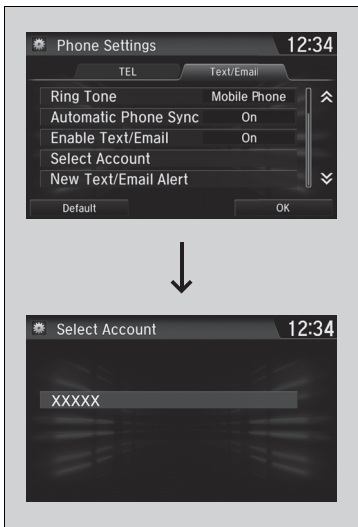 Phone Settings 12:34
TEL Text/Email
Ring Tone Mobile Phone
Automatic Phone Sync On
Enable Text/Email On
Select Account
New Text/Email Alert
Default OK
Select Account 12:34
XXXXX